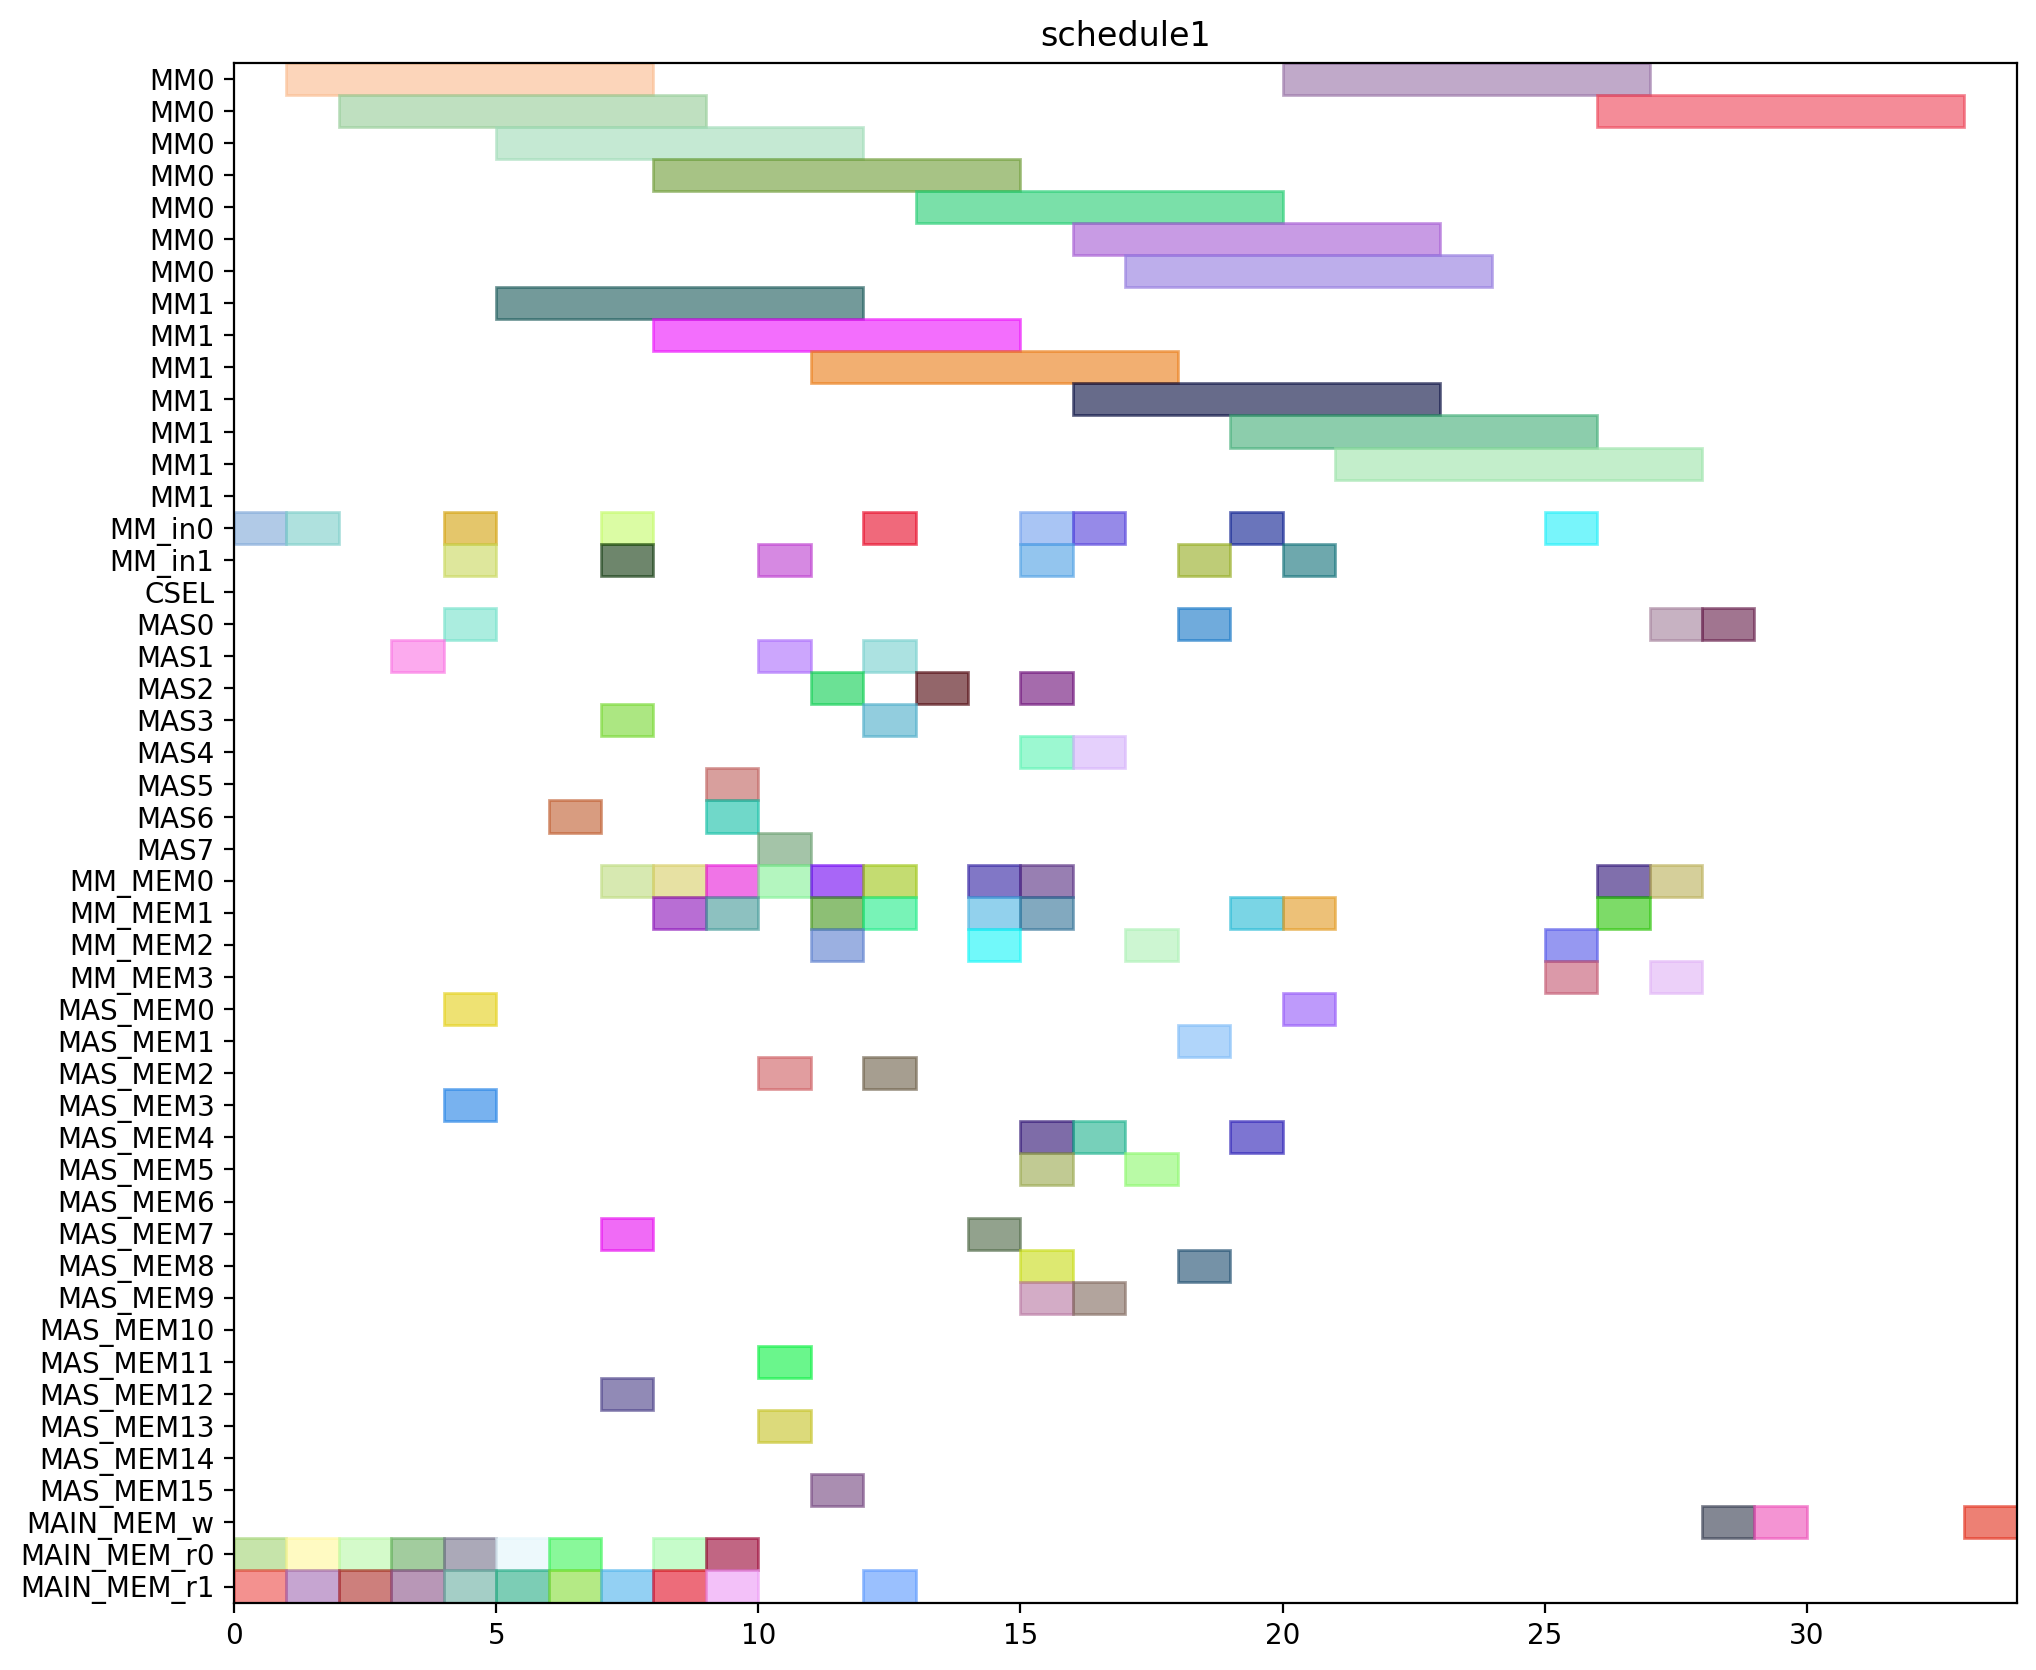 schedule1
MM0
MM0
MM0
MM0
MM0
MM0
MM0
MM1
MM1
MM1
MM1
MM1
MM1
MM1
MM_in0
MM_in1
CSEL
MAS0
MAS1
MAS2
MAS3
MAS4
MAS5
MAS6
MAS7
MM_MEM0
MM_MEM1
MM_MEM2
MM_MEM3
MAS_MEM0
MAS_MEM1
MAS_MEM2
MAS_MEM3
MAS_MEM4
MAS_MEM5
MAS_MEM6
MAS_MEM7
MAS_MEM8
MAS_MEM9
MAS_MEM10
MAS_MEM11
MAS_MEM12
MAS_MEM13
MAS_MEM14
MAS_MEM15
MAIN_MEM_w
MAIN_MEM_r0
MAIN_MEM_r1
0 5 10 15 20 25 30